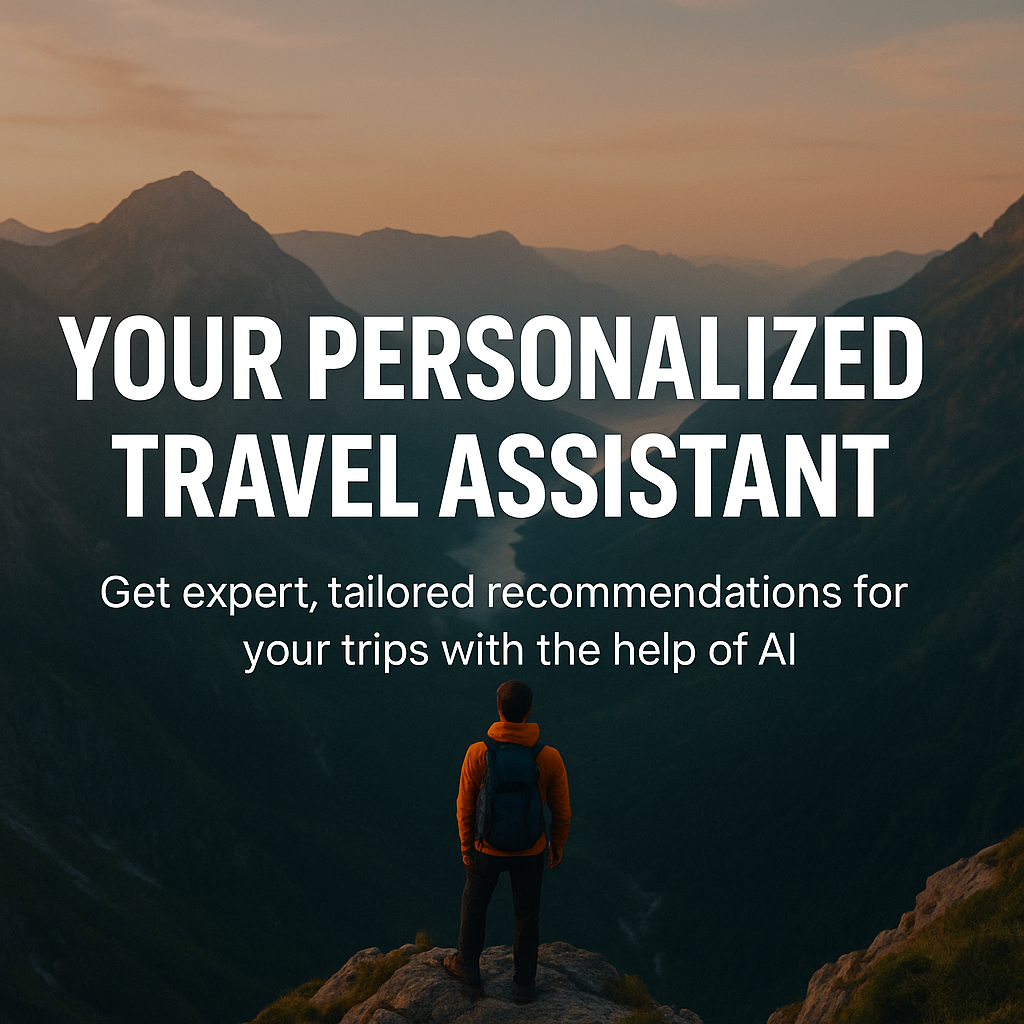 YOUR PERSONALIZED
TRAVEL ASSISTANT
Get expert, tailored recommendations for
your trips with the help of AI